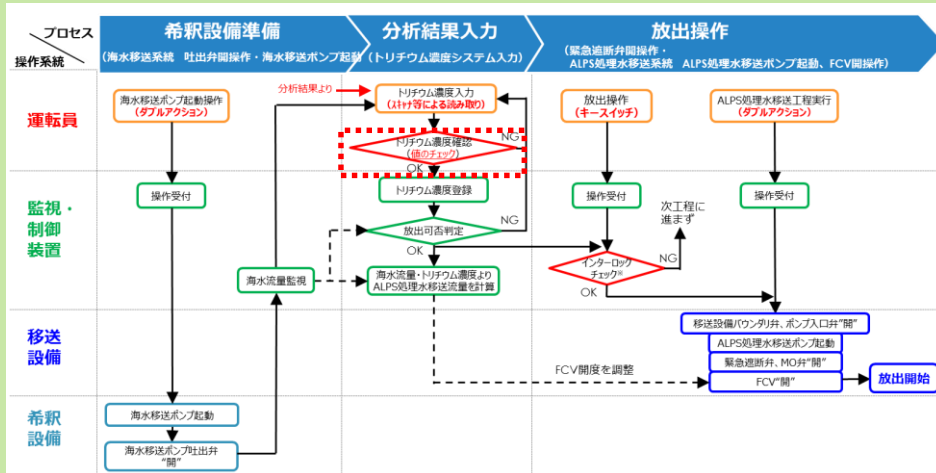 プロセス
操作系統
希釈設備準備
(海水移送系統 吐出弁開操作・海水移送ポンプ起動)
分析結果入力
(トリチウム濃度システム入力)
放出操作
(緊急遮断弁開操作・
ALPS処理水移送系統 ALPS処理水移送ポンプ起動、FCV開操作)
運転員
海水移送ポンプ起動操作
(ダブルアクション)
分析結果より
トリチウム濃度入力
(スキャナ等による読み取り)
トリチウム濃度確認
(値のチェック)
NG
OK
放出操作
(キースイッチ)
ALPS処理水移送工程実行
(ダブルアクション)
監視・
制御
装置
操作受付
トリチウム濃度登録
放出可否判定
NG
OK
海水流量監視
海水流量・トリチウム濃度より
ALPS処理水移送流量を計算
操作受付
インターロック
チェック※
NG
OK
次工程に
進まず
操作受付
移送
設備
移送設備バウンダリ弁、ポンプ入口弁"開"
ALPS処理水移送ポンプ起動
緊急遮断弁、MO弁"開"
FCV"開"
FCV開度を調整
放出開始
希釈
設備
海水移送ポンプ起動
海水移送ポンプ吐出弁
"開"